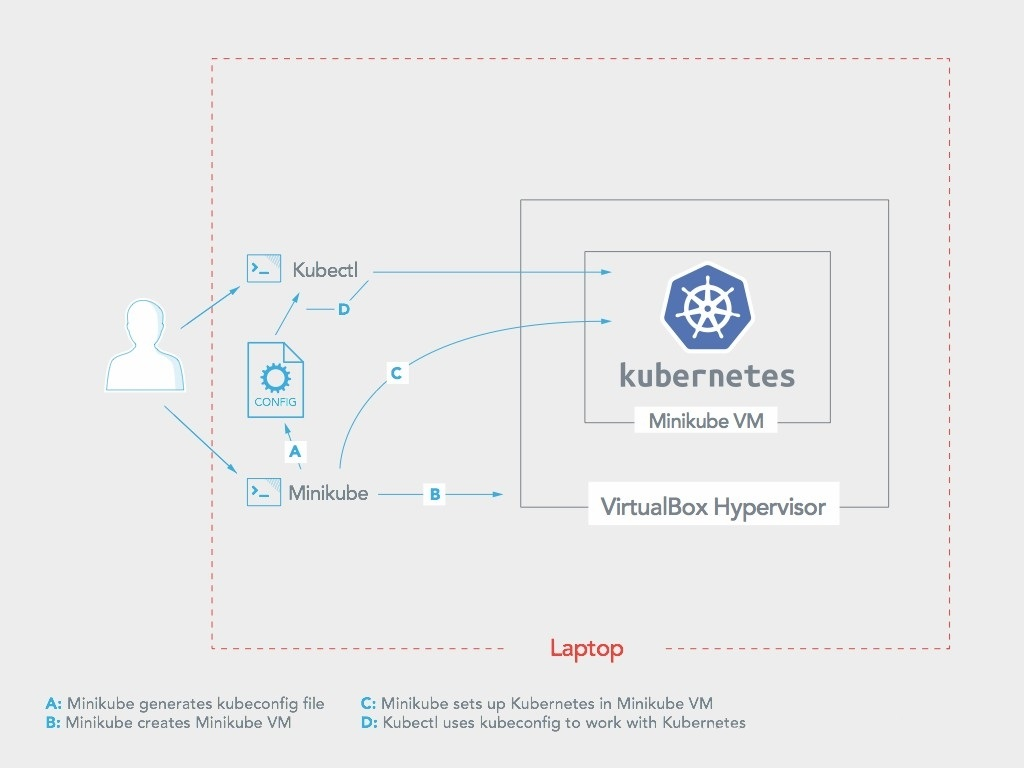 Kubectl
D
C
CONFIG
A
Minikube
B
kubernetes
Minikube VM
VirtualBox Hypervisor
Laptop
A: Minikube generates kubeconfig file
B: Minikube creates Minikube VM
C: Minikube sets up Kubernetes in Minikube VM
D: Kubectl uses kubeconfig to work with Kubernetes